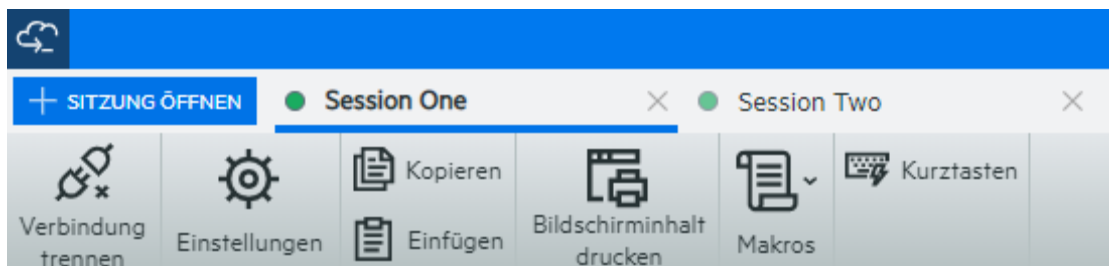 SITZUNG ÖFFNEN
Session One
Session Two
Verbindung
trennen
Einstellungen
Kopieren
Einfügen
Bildschirminhalt
drucken
Makros
Kurztasten